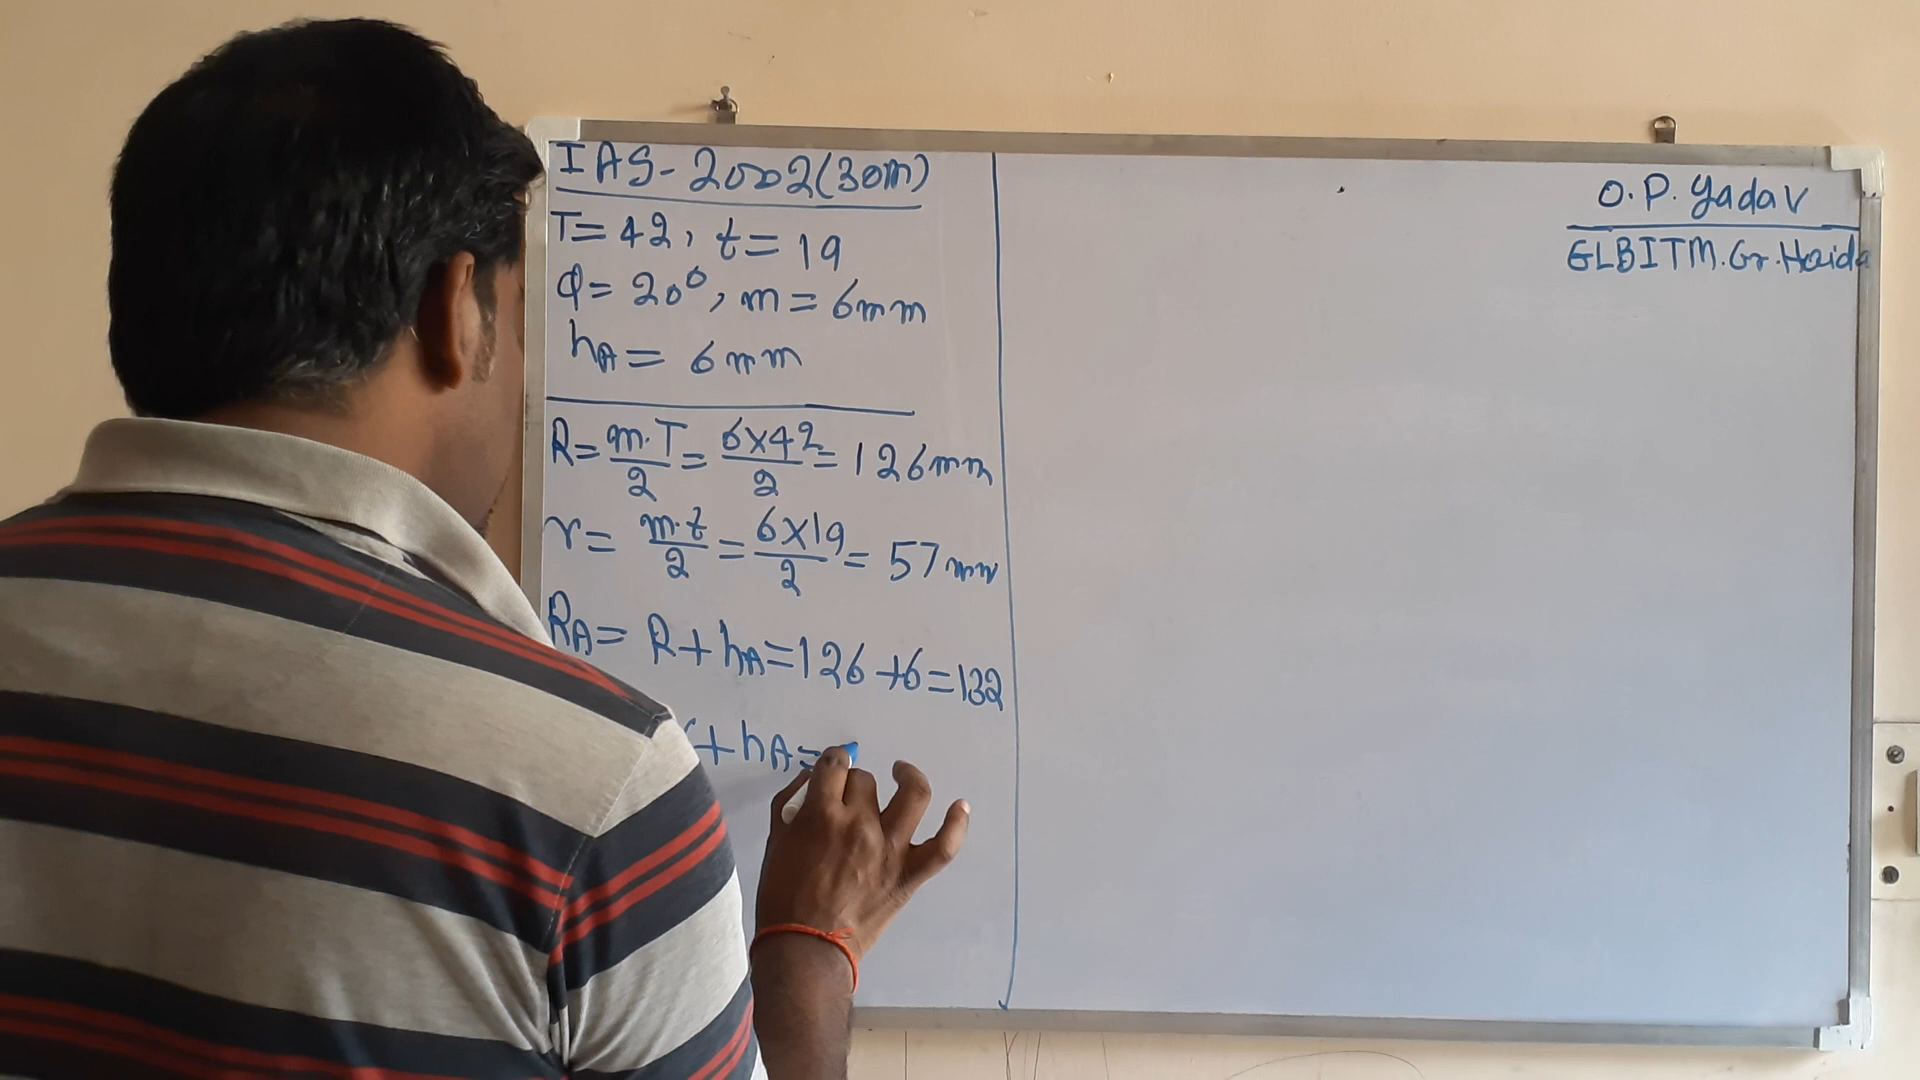 IAS-2002(30m)
T=42, t=19
Φ=20°, m=6mm
hA=6mm
R=m.T/2=6×42/2=126mm
r=m.t/2=6×19/2=57mm
RA=R+hA=126+6=132
+hA=
O.P. Yadav
GLBITM.Gr.Noida